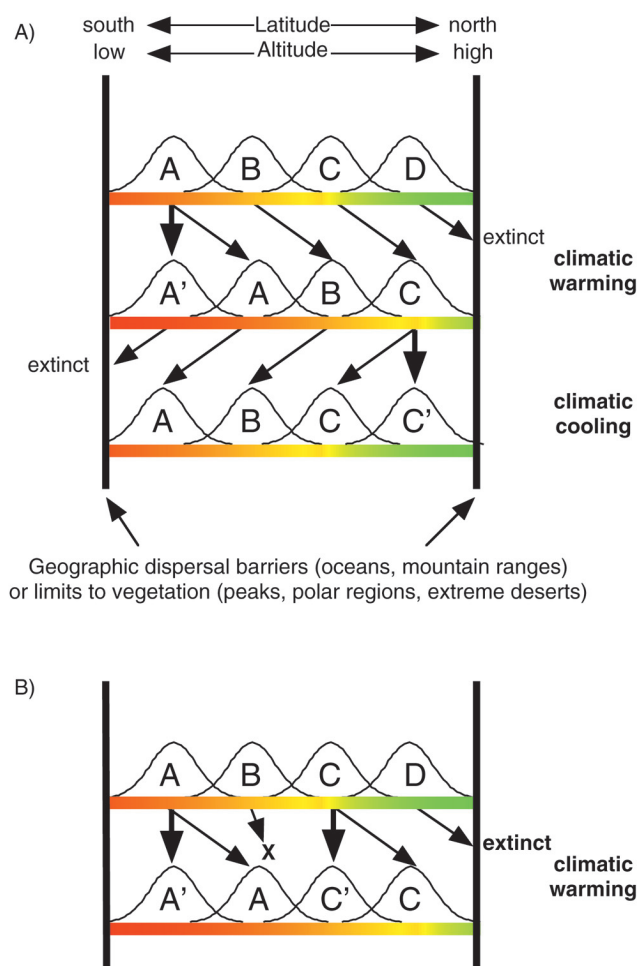 A)
south Latitude north
low Altitude high
A B C D
extinct
climatic
warming
A' A B C
extinct
climatic
cooling
A B C C'
Geographic dispersal barriers (oceans, mountain ranges)
or limits to vegetation (peaks, polar regions, extreme deserts)
B)
A B C D
x
extinct
climatic
warming
A' A C' C